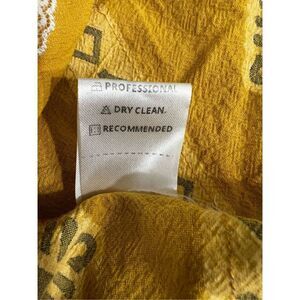 PROFESSIONAL
DRY CLEAN.
RECOMMENDED